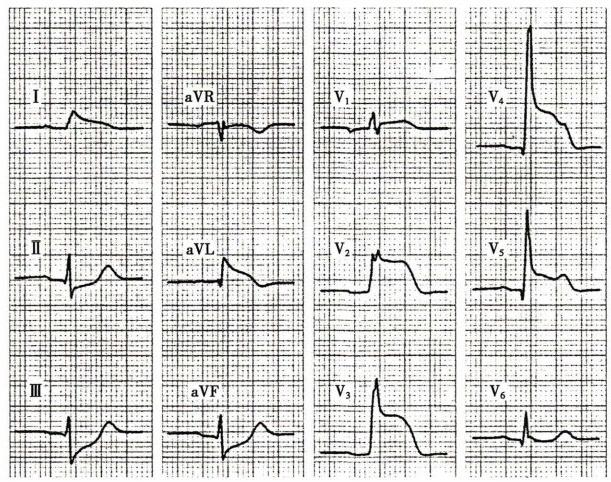 Ⅰ
aVR
V₁
V₄
Ⅱ
aVL
V₂
V₅
Ⅲ
aVF
V₃
V₆